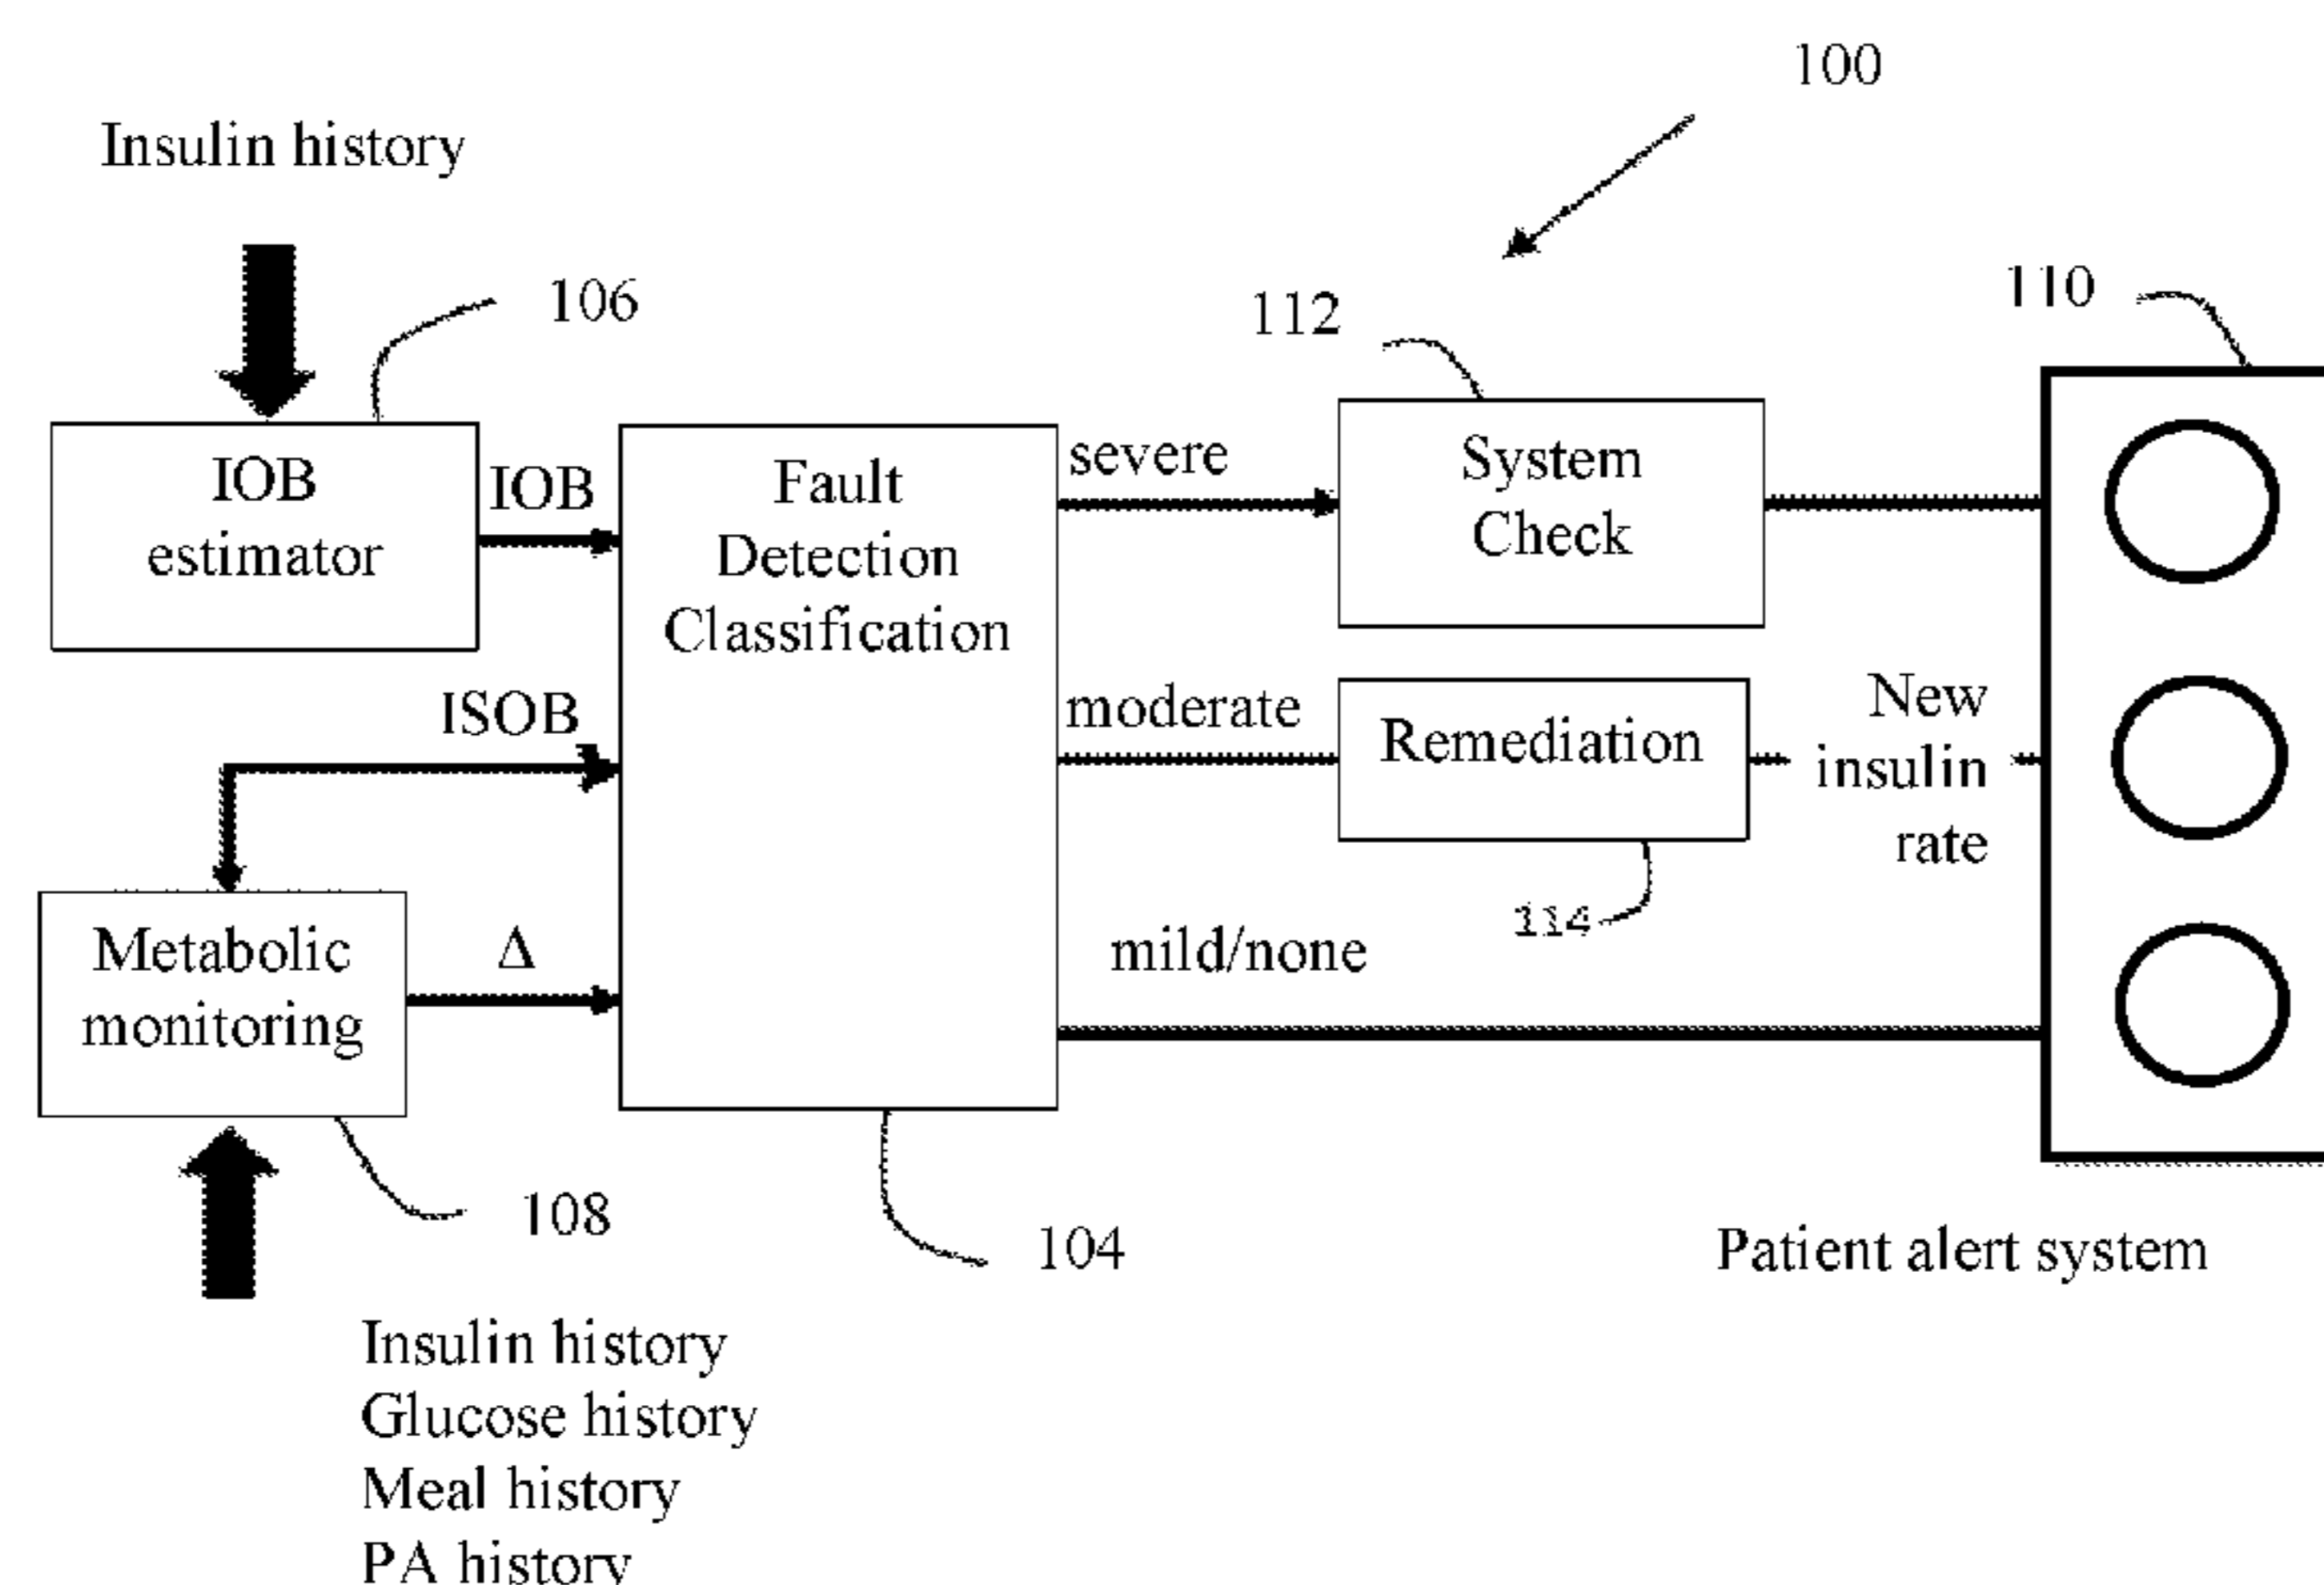 100
Insulin history
106
112
110
IOB
estimator
IOB
Fault
Detection
Classification
severe
System
Check
ISOB
moderate
Remediation
New
insulin
rate
114
Metabolic
monitoring
Δ
mild/none
108
104
Patient alert system
Insulin history
Glucose history
Meal history
PA history